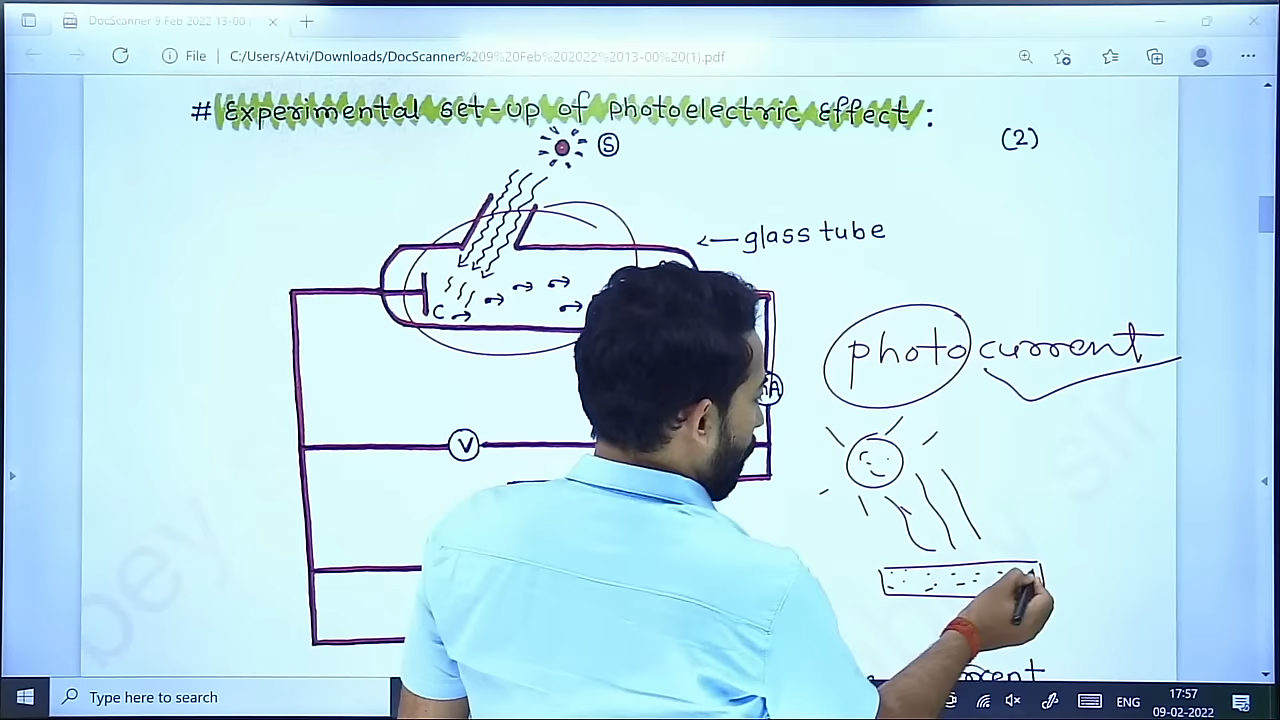 DocScanner 9 Feb 2022 13-00
File C:/Users/Atvi/Downloads/DocScanner%209%20Feb%202022%2013-00%20(1).pdf
# Experimental set-up of Photoelectric Effect :
(2)
S
glass tube
C
photocurrent
A
V
Type here to search
ENG
17:57
09-02-2022